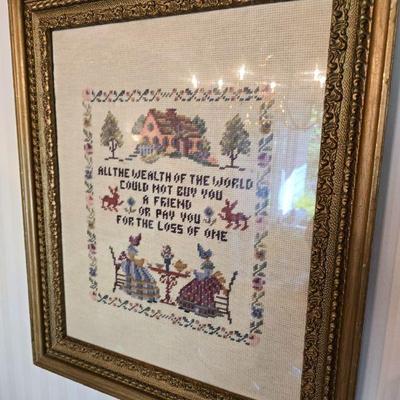 ALL THE WEALTH OF THE WORLD
COULD NOT BUY YOU
A FRIEND
OR PAY YOU
FOR THE LOSS OF ONE